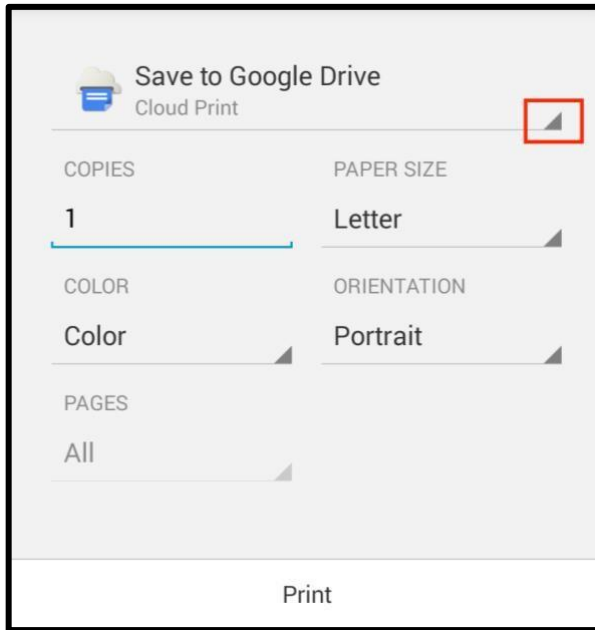 Save to Google Drive
Cloud Print
COPIES
PAPER SIZE
1
Letter
COLOR
ORIENTATION
Color
Portrait
PAGES
All
Print